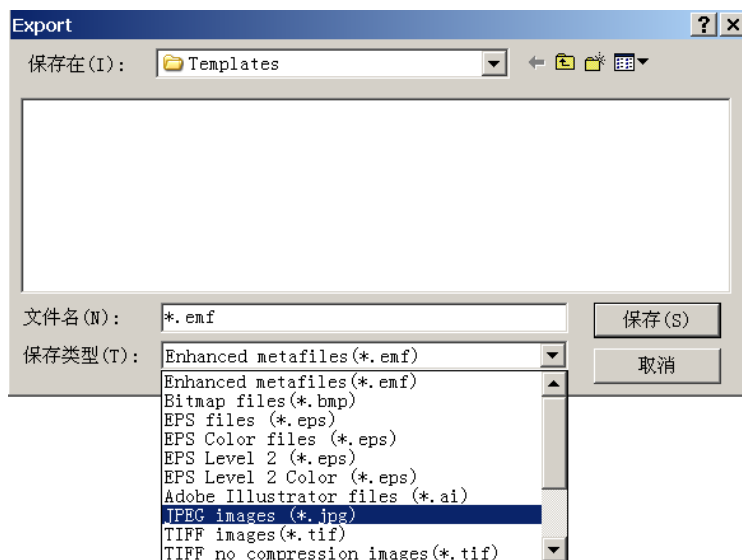 Export
保存在(I): Templates
文件名(N): *.emf 保存(S)
保存类型(T): Enhanced metafiles(*.emf) 取消
Enhanced metafiles(*.emf)
Bitmap files(*.bmp)
EPS files (*.eps)
EPS Color files (*.eps)
EPS Level 2 (*.eps)
EPS Level 2 Color (*.eps)
Adobe Illustrator files (*.ai)
JPEG images (*.jpg)
TIFF images(*.tif)
TIFF no compression images(*.tif)